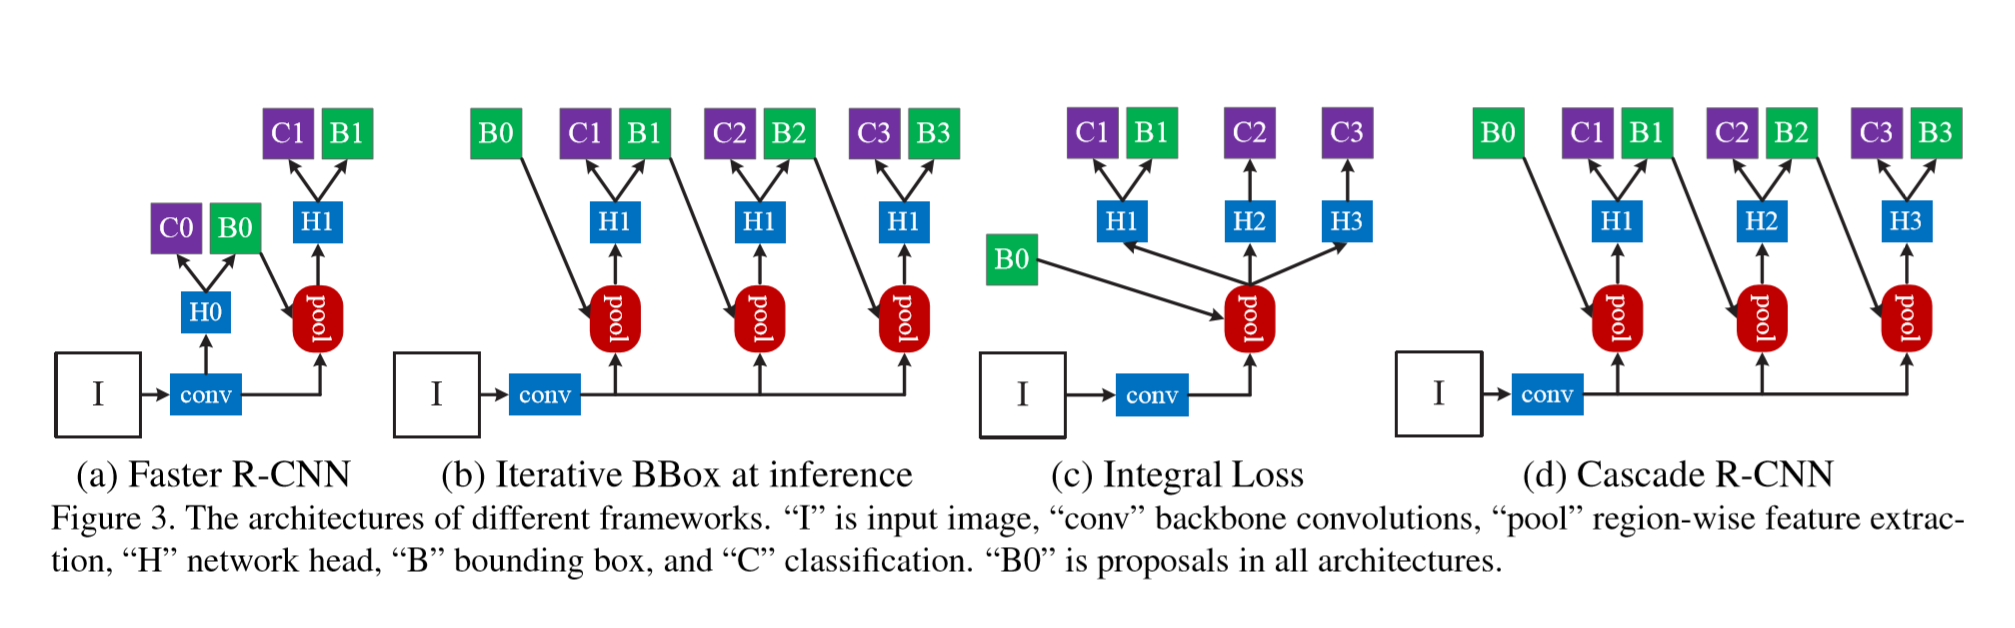 C1 B1
C0 B0 H1
H0 pool
I conv
(a) Faster R-CNN
B0 C1 B1 C2 B2 C3 B3
H1 H1 H1
pool pool pool
I conv
(b) Iterative BBox at inference
C1 B1 C2 C3
H1 H2 H3
B0
pool
I conv
(c) Integral Loss
B0 C1 B1 C2 B2 C3 B3
H1 H2 H3
pool pool pool
I conv
(d) Cascade R-CNN
Figure 3. The architectures of different frameworks. “I” is input image, “conv” backbone convolutions, “pool” region-wise feature extrac-
tion, “H” network head, “B” bounding box, and “C” classification. “B0” is proposals in all architectures.